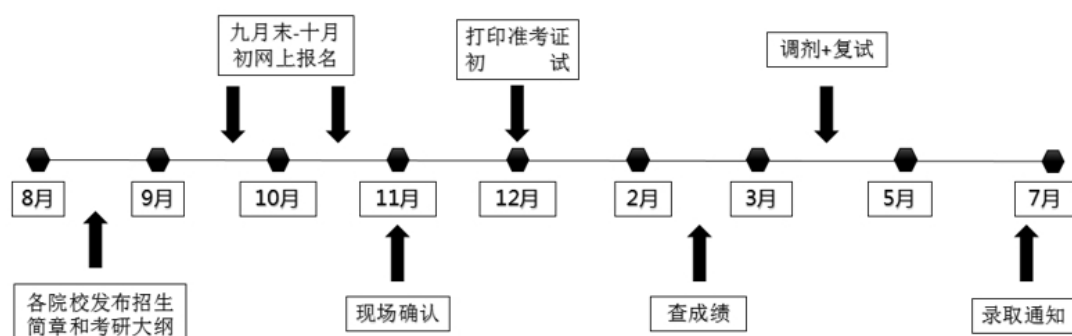 九月末-十月
初网上报名
打印准考证
初 试
调剂+复试
8月
9月
10月
11月
12月
2月
3月
5月
7月
各院校发布招生
简章和考研大纲
现场确认
查成绩
录取通知